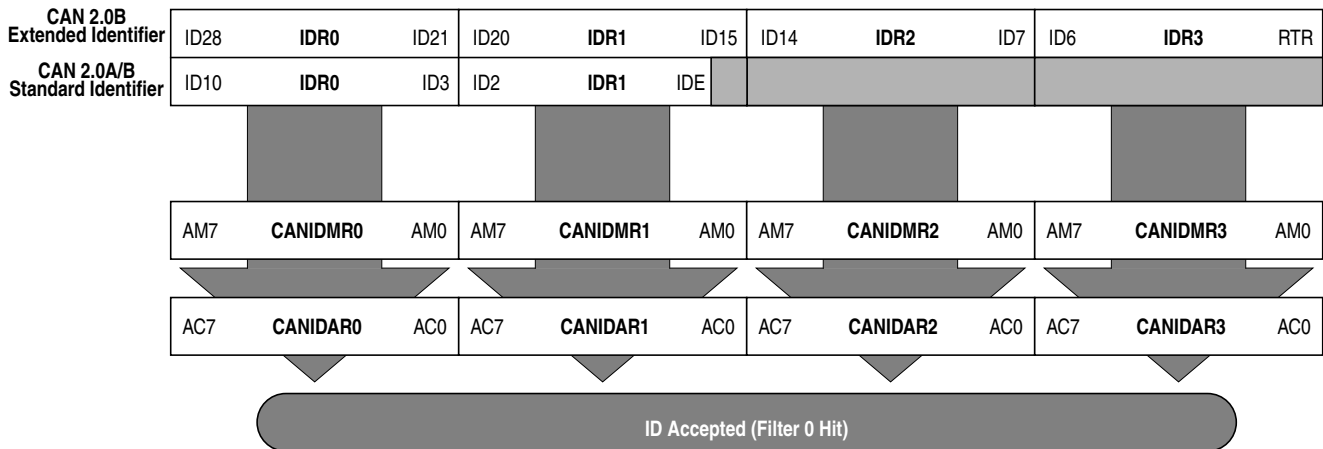 CAN 2.0B
Extended Identifier
ID28 IDR0 ID21 ID20 IDR1 ID15 ID14 IDR2 ID7 ID6 IDR3 RTR
CAN 2.0A/B
Standard Identifier
ID10 IDR0 ID3 ID2 IDR1 IDE
AM7 CANIDMR0 AM0 AM7 CANIDMR1 AM0 AM7 CANIDMR2 AM0 AM7 CANIDMR3 AM0
AC7 CANIDAR0 AC0 AC7 CANIDAR1 AC0 AC7 CANIDAR2 AC0 AC7 CANIDAR3 AC0
ID Accepted (Filter 0 Hit)